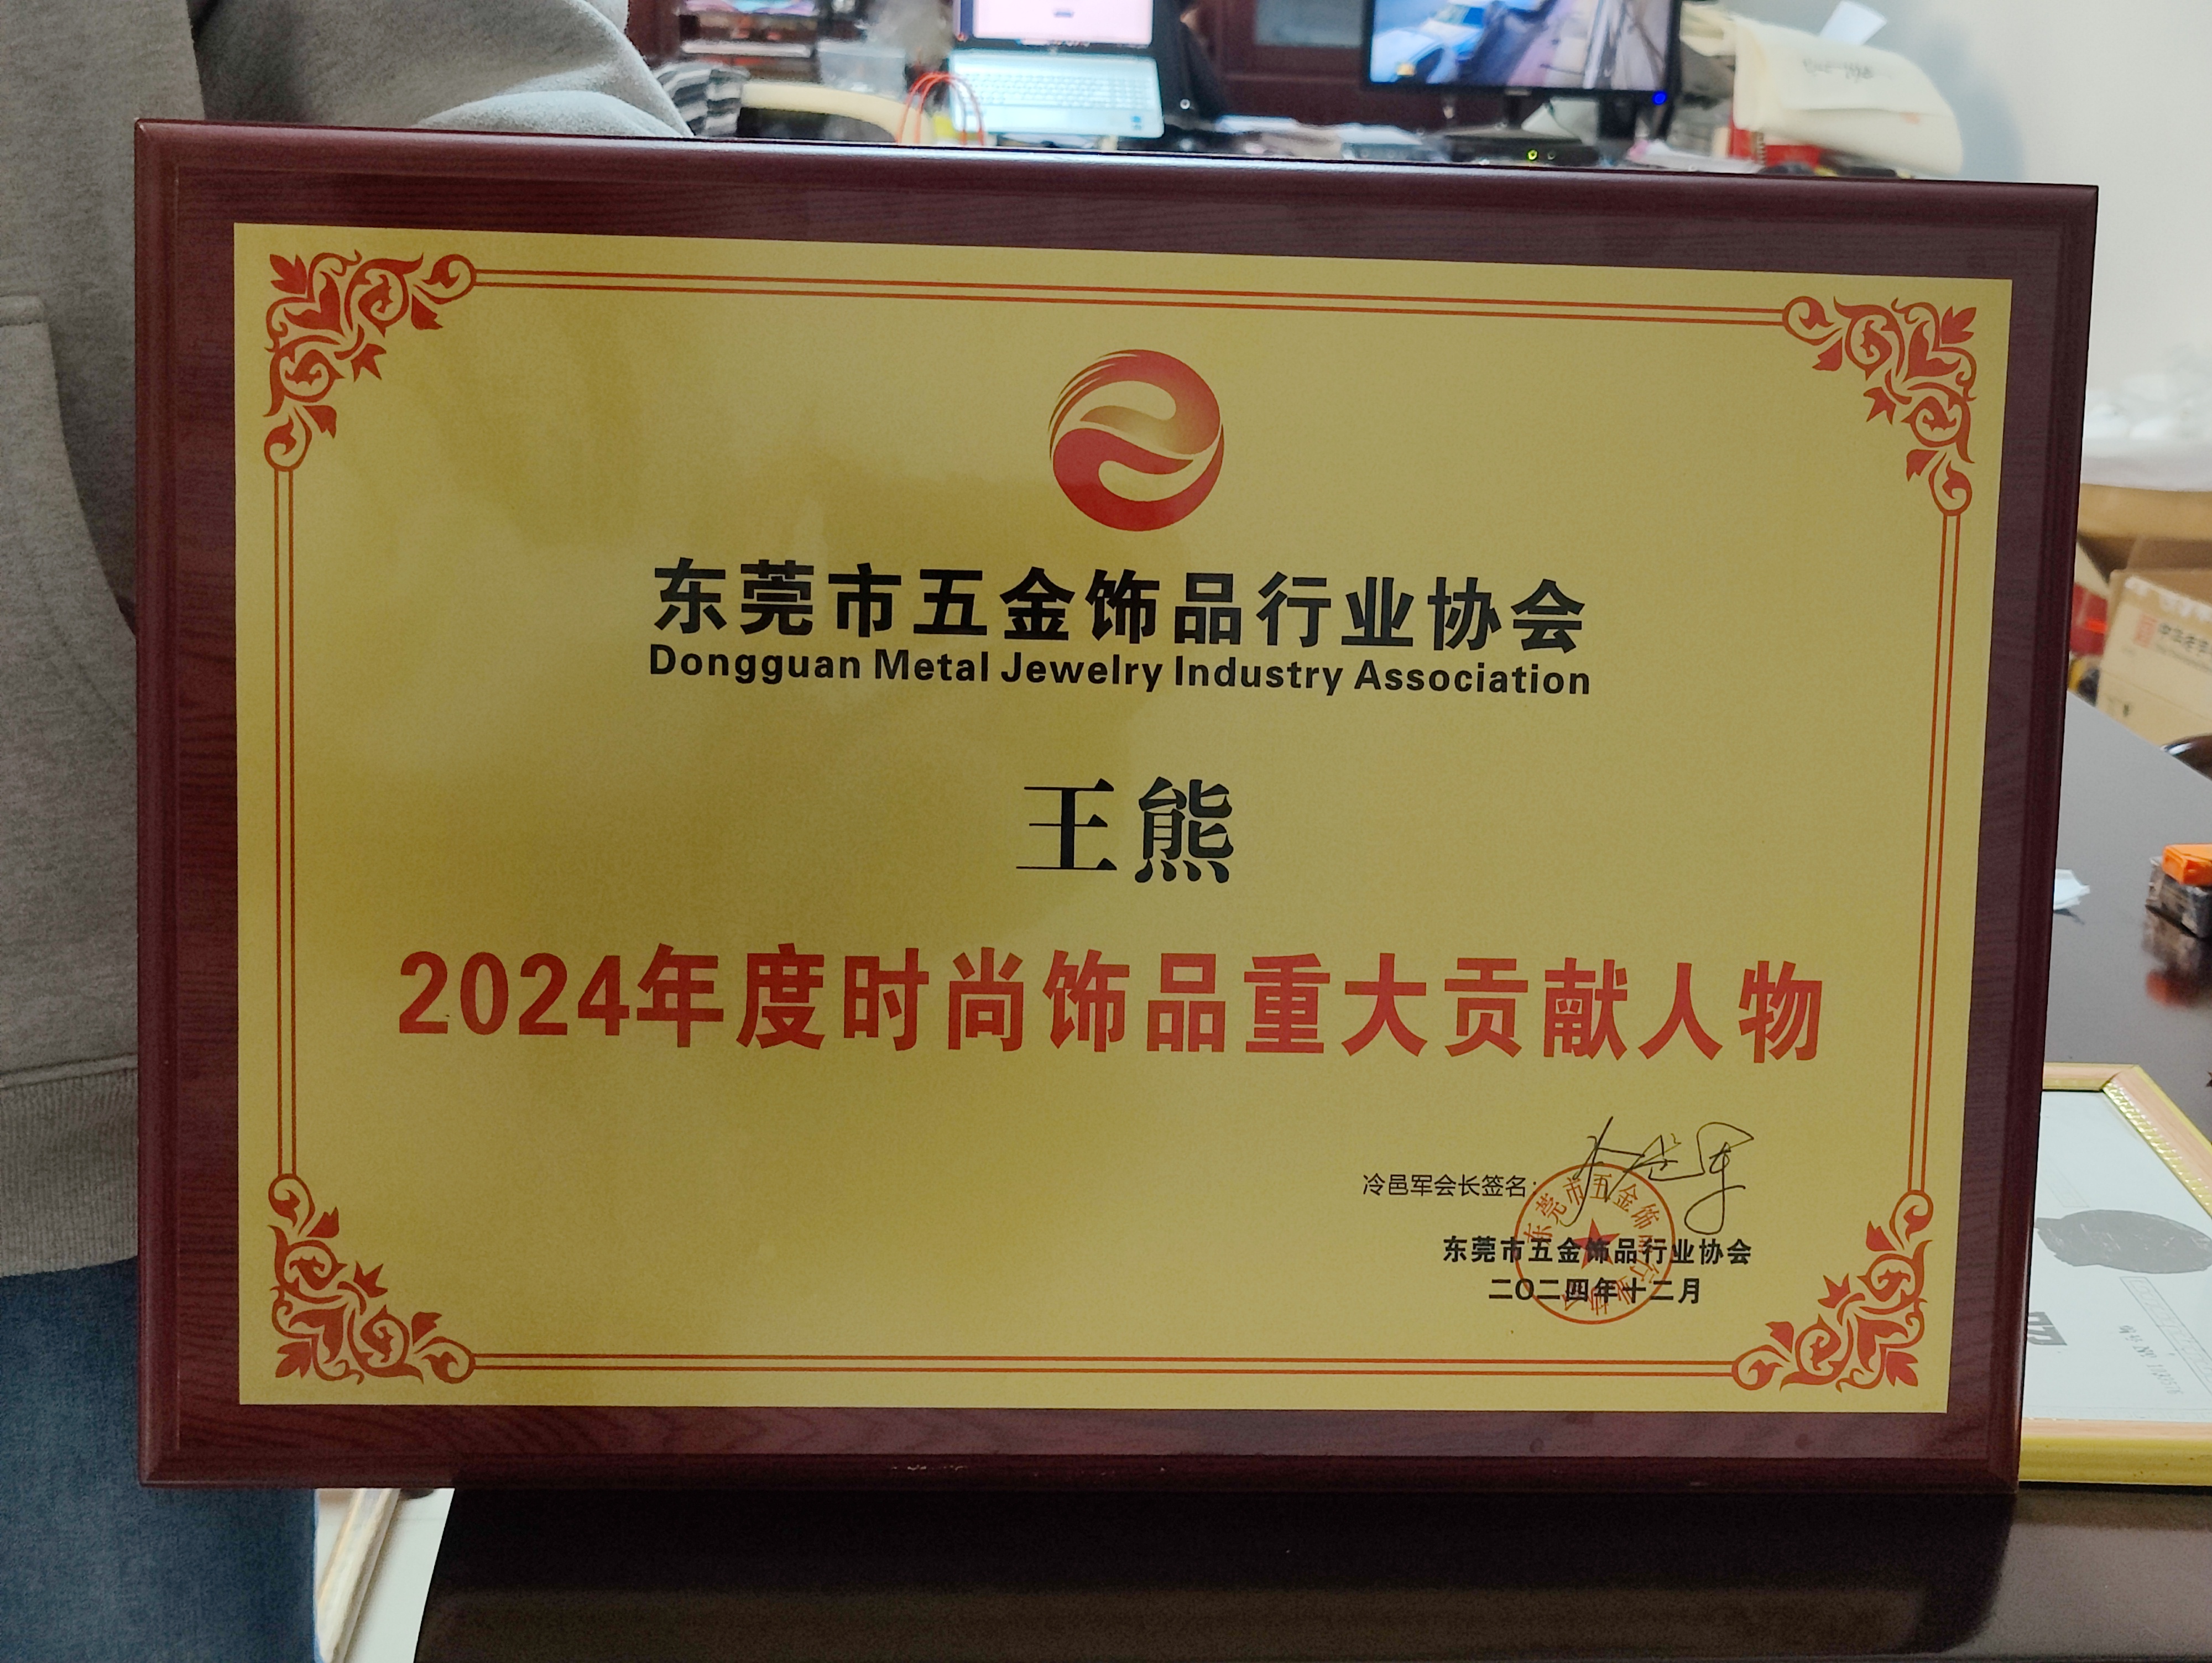 东莞市五金饰品行业协会
Dongguan Metal Jewelry Industry Association
王熊
2024年度时尚饰品重大贡献人物
冷邑军会长签名：
冷邑军
东莞市五金饰品行业协会
二〇二四年十二月